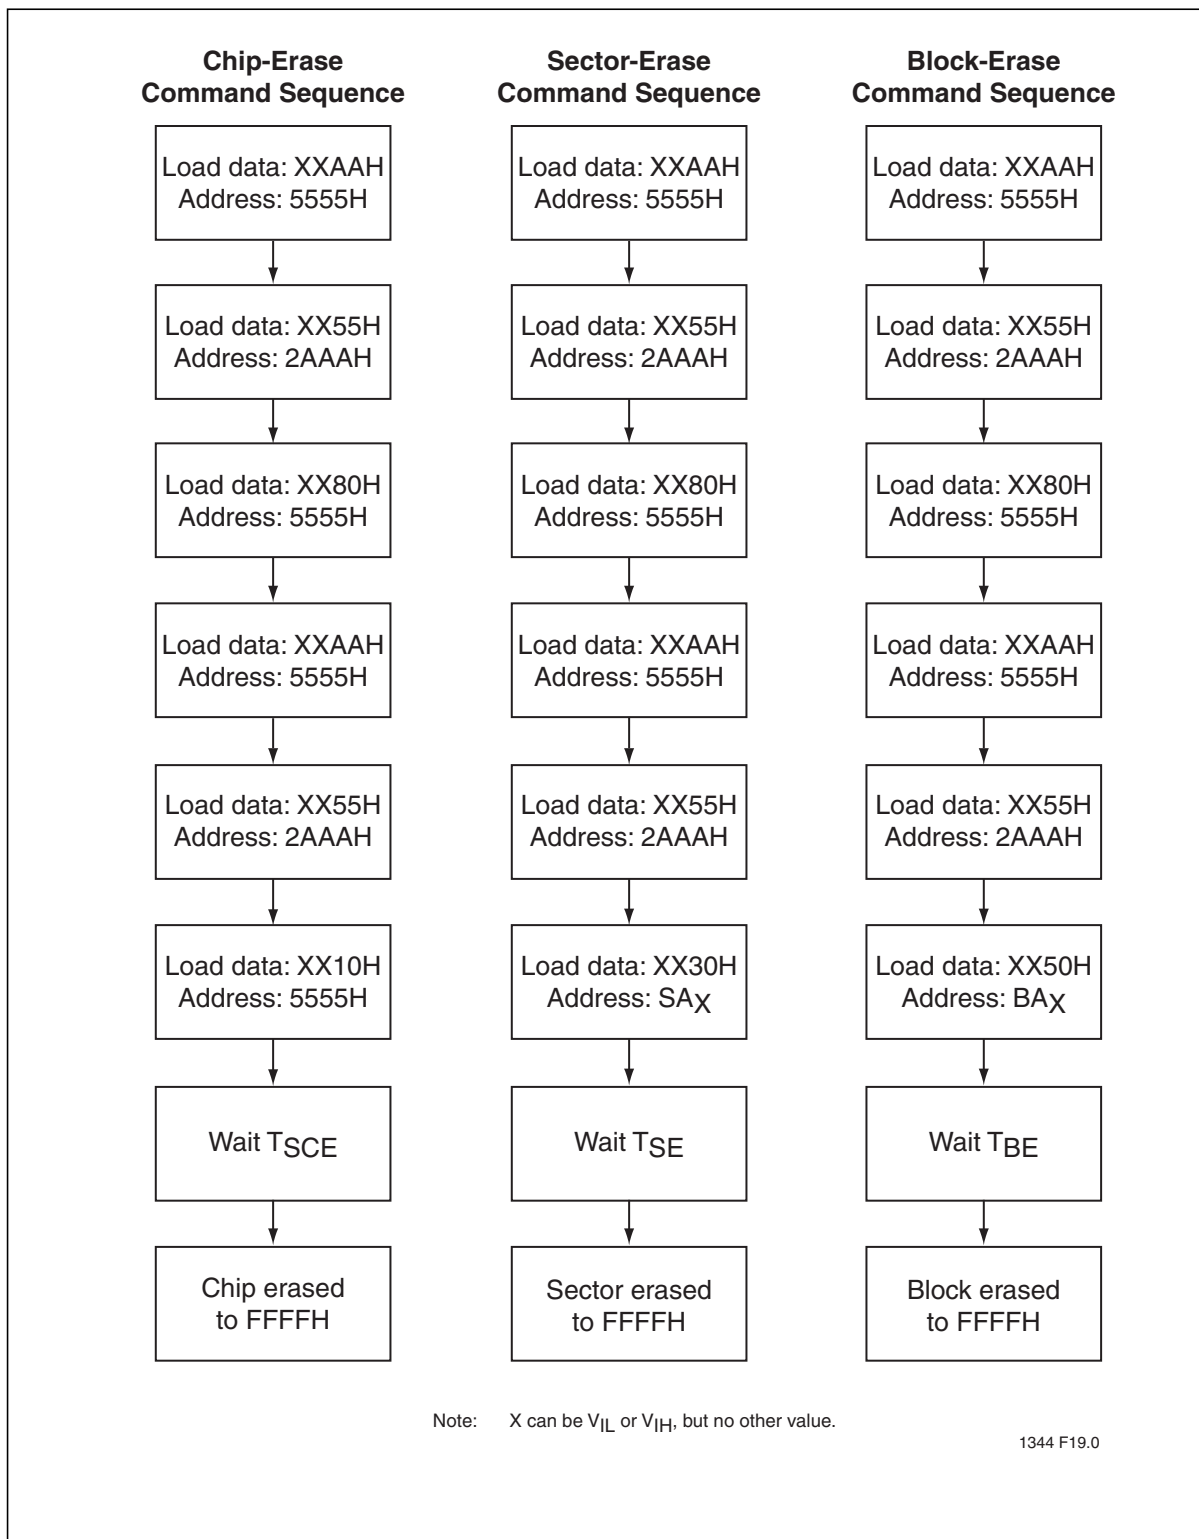 Chip-Erase
Command Sequence
Load data: XXAAH
Address: 5555H
Load data: XX55H
Address: 2AAAH
Load data: XX80H
Address: 5555H
Load data: XXAAH
Address: 5555H
Load data: XX55H
Address: 2AAAH
Load data: XX10H
Address: 5555H
Wait TSCE
Chip erased
to FFFFH
Sector-Erase
Command Sequence
Load data: XXAAH
Address: 5555H
Load data: XX55H
Address: 2AAAH
Load data: XX80H
Address: 5555H
Load data: XXAAH
Address: 5555H
Load data: XX55H
Address: 2AAAH
Load data: XX30H
Address: SAX
Wait TSE
Sector erased
to FFFFH
Block-Erase
Command Sequence
Load data: XXAAH
Address: 5555H
Load data: XX55H
Address: 2AAAH
Load data: XX80H
Address: 5555H
Load data: XXAAH
Address: 5555H
Load data: XX55H
Address: 2AAAH
Load data: XX50H
Address: BAX
Wait TBE
Block erased
to FFFFH
Note: X can be VIL or VIH, but no other value.
1344 F19.0